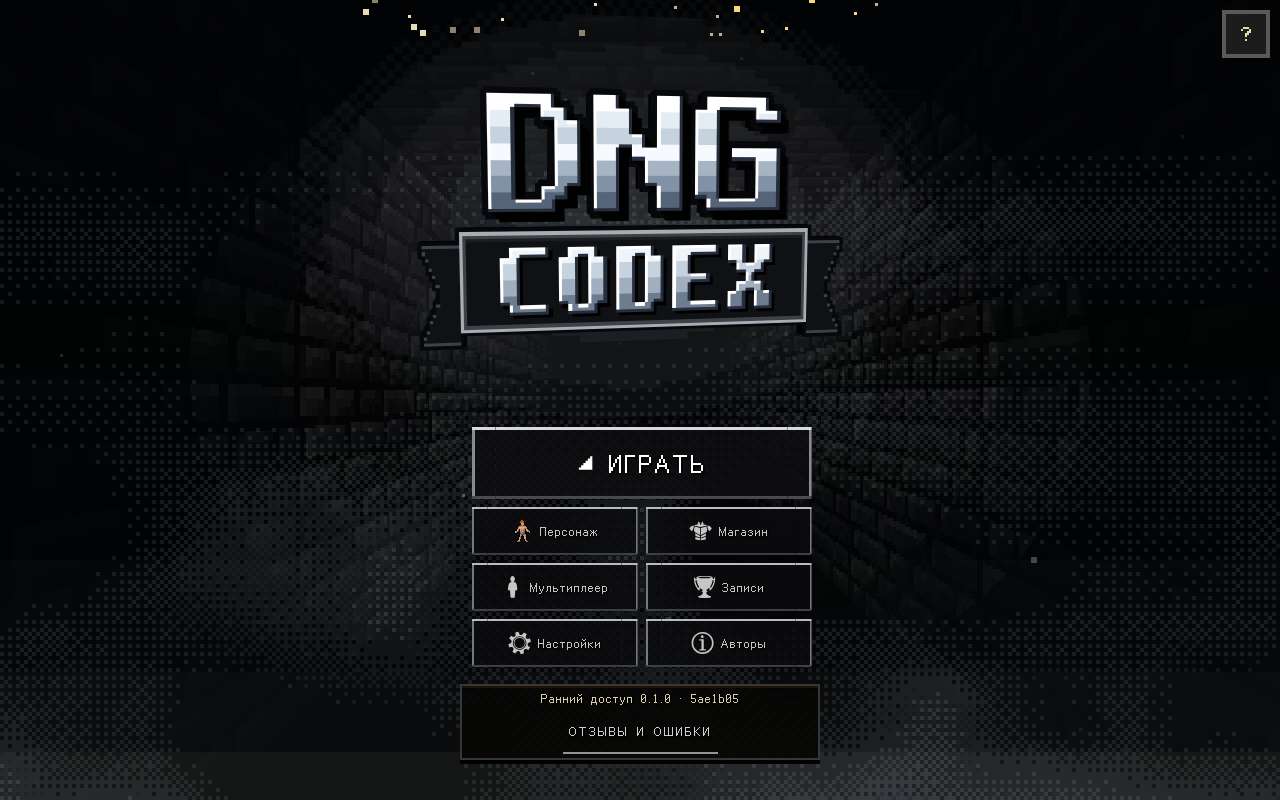 ?
DNG
CODEX
ИГРАТЬ
Персонаж
Магазин
Мультиплеер
Записи
Настройки
Авторы
Ранний доступ 0.1.0 · 5ae1b05
ОТЗЫВЫ И ОШИБКИ